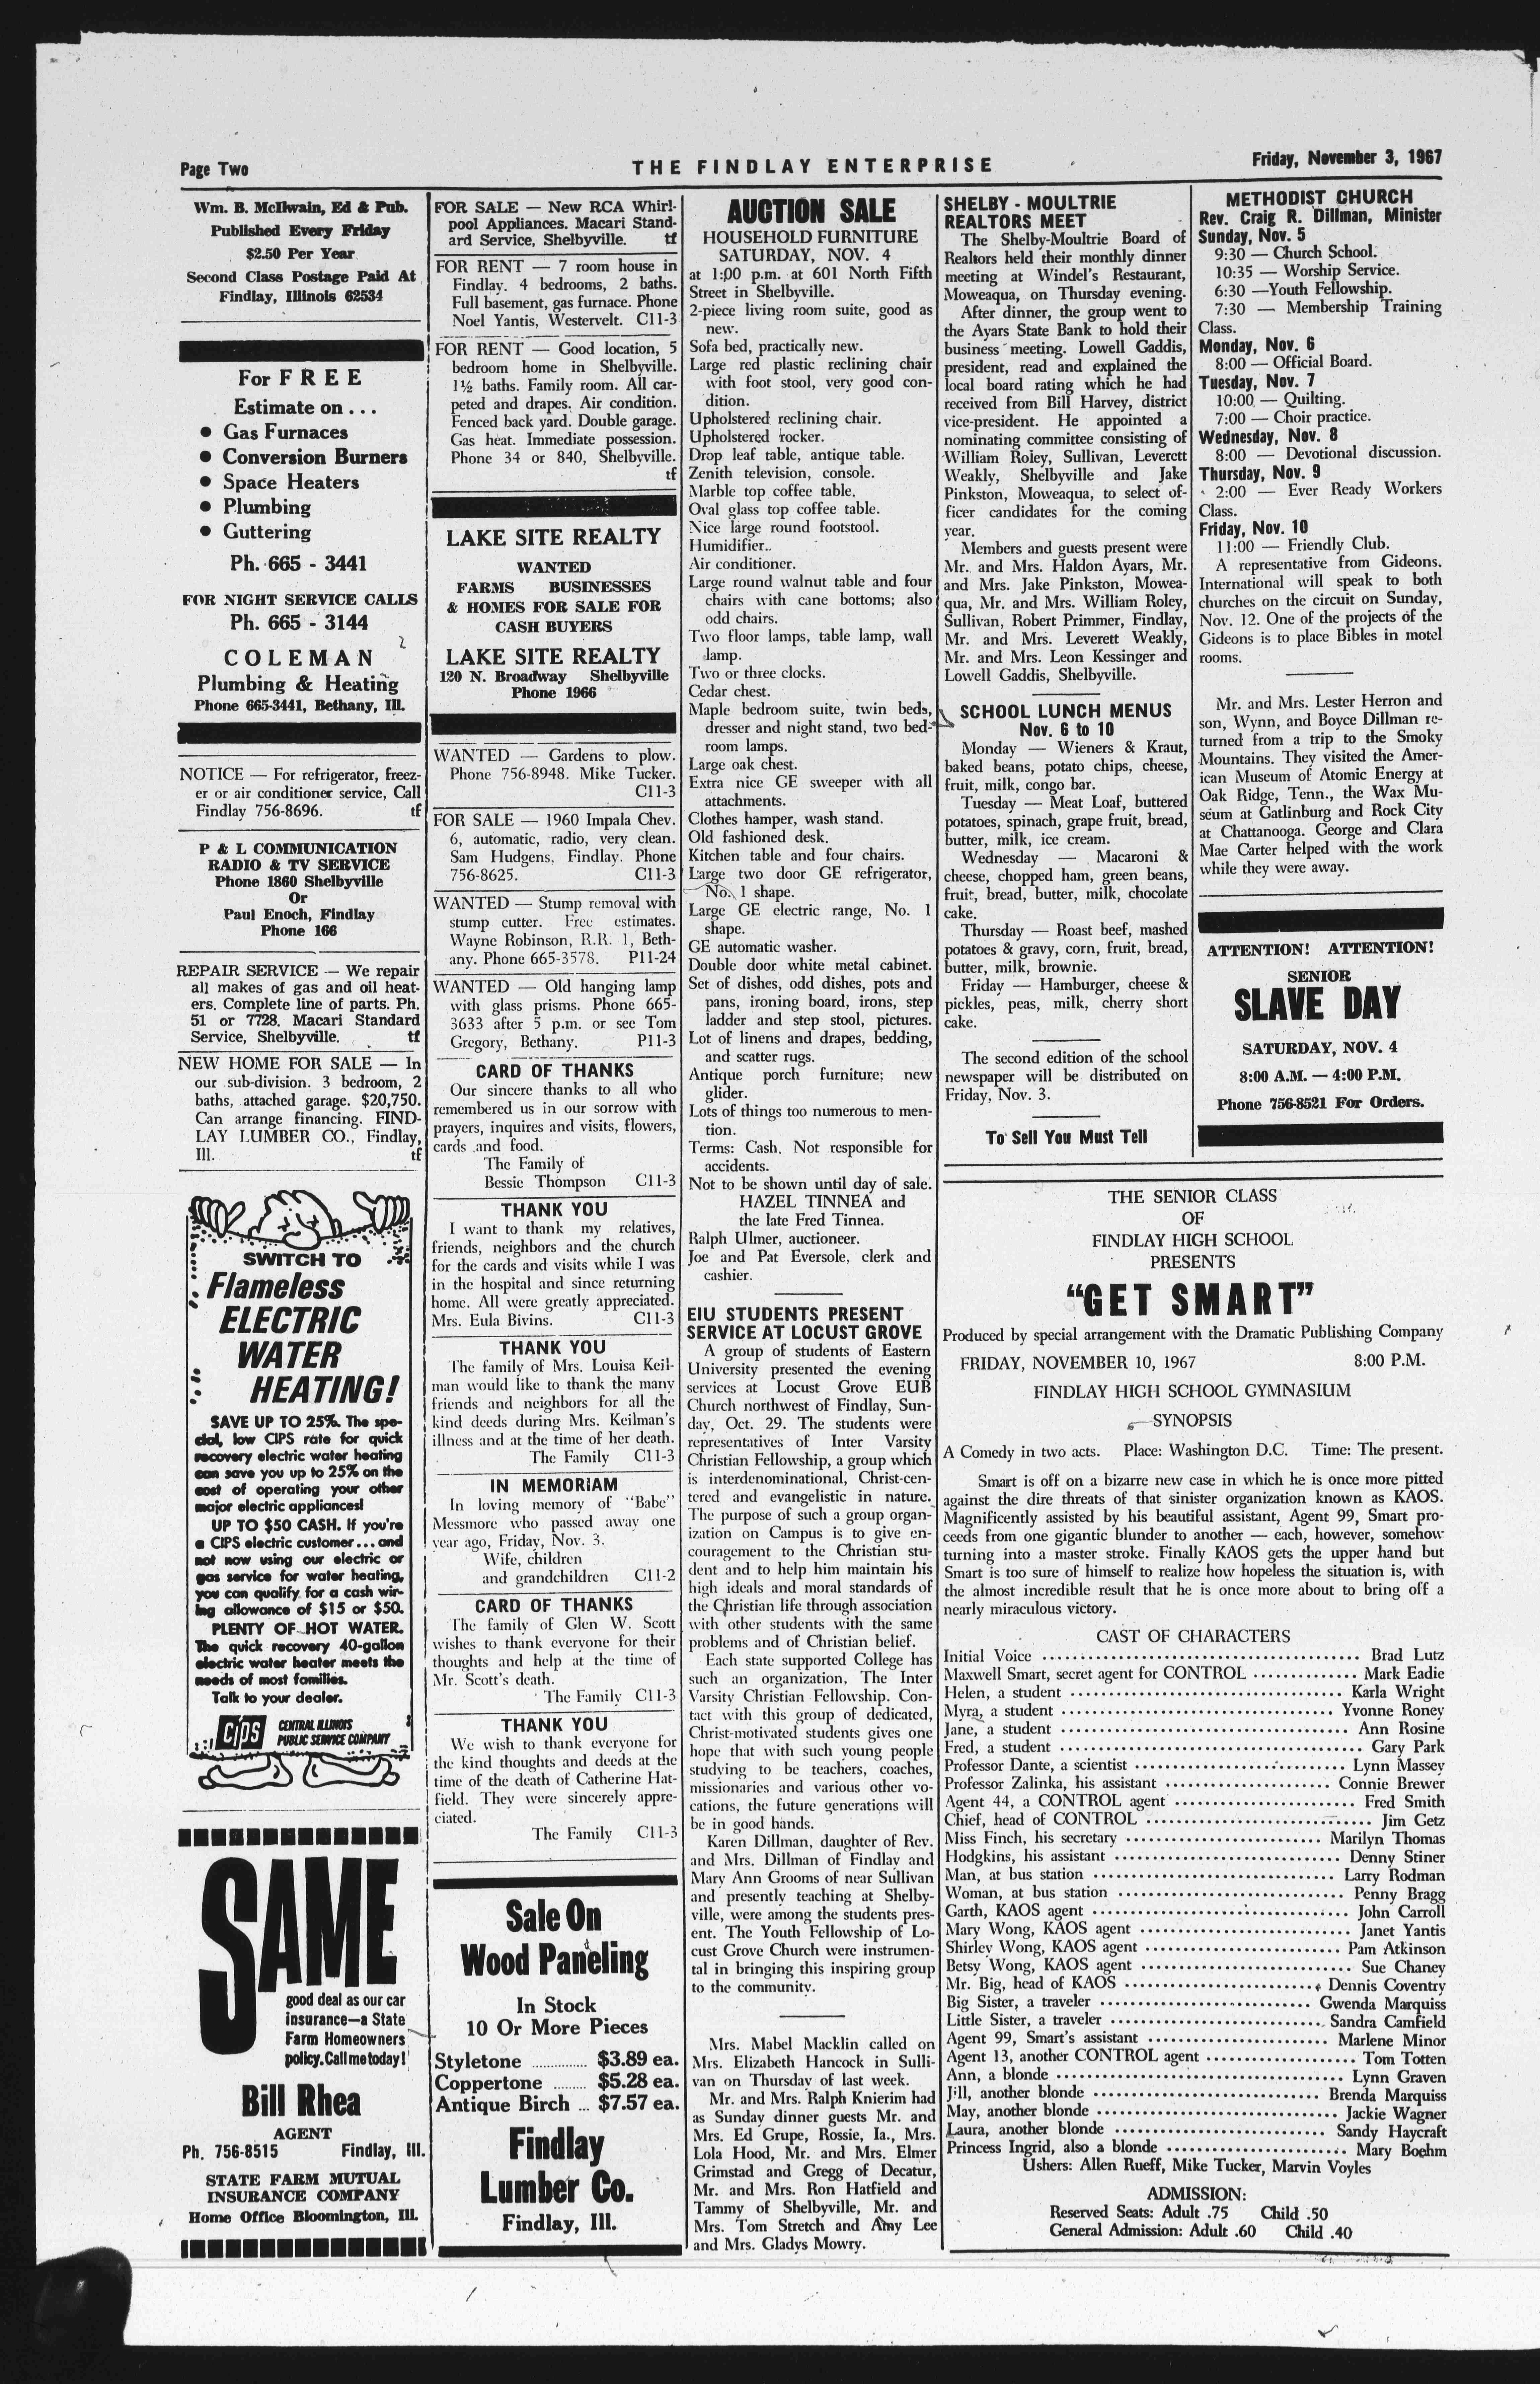 Page Two
THE FINDLAY ENTERPRISE
Friday, November 3, 1967
Wm. B. McIlwain, Ed & Pub.
Published Every Friday
$2.50 Per Year
Second Class Postage Paid At
Findlay, Illinois 62534
For FREE
Estimate on . . .
● Gas Furnaces
● Conversion Burners
● Space Heaters
● Plumbing
● Guttering
Ph. 665 - 3441
FOR NIGHT SERVICE CALLS
Ph. 665 - 3144
COLEMAN
Plumbing & Heating
Phone 665-3441, Bethany, Ill.
NOTICE — For refrigerator, freez-
er or air conditioner service, Call
Findlay 756-8696. tf
P & L COMMUNICATION
RADIO & TV SERVICE
Phone 1860 Shelbyville
Or
Paul Enoch, Findlay
Phone 166
REPAIR SERVICE — We repair
all makes of gas and oil heat-
ers. Complete line of parts. Ph.
51 or 7728. Macari Standard
Service, Shelbyville. tf
NEW HOME FOR SALE — In
our sub-division. 3 bedroom, 2
baths, attached garage. $20,750.
Can arrange financing. FIND-
LAY LUMBER CO., Findlay,
Ill. tf
SWITCH TO
Flameless
ELECTRIC
WATER
HEATING!
SAVE UP TO 25%. The spe-
cial, low CIPS rate for quick
recovery electric water heating
can save you up to 25% on the
cost of operating your other
major electric appliances!
UP TO $50 CASH. If you're
a CIPS electric customer . . . and
not now using our electric or
gas service for water heating,
you can qualify for a cash wir-
ing allowance of $15 or $50.
PLENTY OF HOT WATER.
The quick recovery 40-gallon
electric water heater meets the
needs of most families.
Talk to your dealer.
CIPS
CENTRAL ILLINOIS
PUBLIC SERVICE COMPANY
SAME
good deal as our car
insurance—a State
Farm Homeowners
policy. Call me today!
Bill Rhea
AGENT
Ph. 756-8515 Findlay, Ill.
STATE FARM MUTUAL
INSURANCE COMPANY
Home Office Bloomington, Ill.
FOR SALE — New RCA Whirl-
pool Appliances. Macari Stand-
ard Service, Shelbyville. tf
FOR RENT — 7 room house in
Findlay. 4 bedrooms, 2 baths.
Full basement, gas furnace. Phone
Noel Yantis, Westervelt. C11-3
FOR RENT — Good location, 5
bedroom home in Shelbyville.
1½ baths. Family room. All car-
peted and drapes. Air condition.
Fenced back yard. Double garage.
Gas heat. Immediate possession.
Phone 34 or 840, Shelbyville.
tf
LAKE SITE REALTY
WANTED
FARMS BUSINESSES
& HOMES FOR SALE FOR
CASH BUYERS
LAKE SITE REALTY
120 N. Broadway Shelbyville
Phone 1966
WANTED — Gardens to plow.
Phone 756-8948. Mike Tucker.
C11-3
FOR SALE — 1960 Impala Chev.
6, automatic, radio, very clean.
Sam Hudgens, Findlay. Phone
756-8625. C11-3
WANTED — Stump removal with
stump cutter. Free estimates.
Wayne Robinson, R.R. 1, Beth-
any. Phone 665-3578. P11-24
WANTED — Old hanging lamp
with glass prisms. Phone 665-
3633 after 5 p.m. or see Tom
Gregory, Bethany. P11-3
CARD OF THANKS
Our sincere thanks to all who
remembered us in our sorrow with
prayers, inquires and visits, flowers,
cards and food.
The Family of
Bessie Thompson C11-3
THANK YOU
I want to thank my relatives,
friends, neighbors and the church
for the cards and visits while I was
in the hospital and since returning
home. All were greatly appreciated.
Mrs. Eula Bivins. C11-3
THANK YOU
The family of Mrs. Louisa Keil-
man would like to thank the many
friends and neighbors for all the
kind deeds during Mrs. Keilman's
illness and at the time of her death.
The Family C11-3
IN MEMORIAM
In loving memory of "Babe"
Messmore who passed away one
year ago, Friday, Nov. 3.
Wife, children
and grandchildren C11-2
CARD OF THANKS
The family of Glen W. Scott
wishes to thank everyone for their
thoughts and help at the time of
Mr. Scott's death.
The Family C11-3
THANK YOU
We wish to thank everyone for
the kind thoughts and deeds at the
time of the death of Catherine Hat-
field. They were sincerely appre-
ciated.
The Family C11-3
Sale On
Wood Paneling
In Stock
10 Or More Pieces
Styletone ............... $3.89 ea.
Coppertone ......... $5.28 ea.
Antique Birch ... $7.57 ea.
Findlay
Lumber Co.
Findlay, Ill.
AUCTION SALE
HOUSEHOLD FURNITURE
SATURDAY, NOV. 4
at 1:00 p.m. at 601 North Fifth
Street in Shelbyville.
2-piece living room suite, good as
new.
Sofa bed, practically new.
Large red plastic reclining chair
with foot stool, very good con-
dition.
Upholstered reclining chair.
Upholstered rocker.
Drop leaf table, antique table.
Zenith television, console.
Marble top coffee table.
Oval glass top coffee table.
Nice large round footstool.
Humidifier..
Air conditioner.
Large round walnut table and four
chairs with cane bottoms; also
odd chairs.
Two floor lamps, table lamp, wall
lamp.
Two or three clocks.
Cedar chest.
Maple bedroom suite, twin beds,
dresser and night stand, two bed-
room lamps.
Large oak chest.
Extra nice GE sweeper with all
attachments.
Clothes hamper, wash stand.
Old fashioned desk.
Kitchen table and four chairs.
Large two door GE refrigerator,
No. 1 shape.
Large GE electric range, No. 1
shape.
GE automatic washer.
Double door white metal cabinet.
Set of dishes, odd dishes, pots and
pans, ironing board, irons, step
ladder and step stool, pictures.
Lot of linens and drapes, bedding,
and scatter rugs.
Antique porch furniture; new
glider.
Lots of things too numerous to men-
tion.
Terms: Cash. Not responsible for
accidents.
Not to be shown until day of sale.
HAZEL TINNEA and
the late Fred Tinnea.
Ralph Ulmer, auctioneer.
Joe and Pat Eversole, clerk and
cashier.
EIU STUDENTS PRESENT
SERVICE AT LOCUST GROVE
A group of students of Eastern
University presented the evening
services at Locust Grove EUB
Church northwest of Findlay, Sun-
day, Oct. 29. The students were
representatives of Inter Varsity
Christian Fellowship, a group which
is interdenominational, Christ-cen-
tered and evangelistic in nature.
The purpose of such a group organ-
ization on Campus is to give en-
couragement to the Christian stu-
dent and to help him maintain his
high ideals and moral standards of
the Christian life through association
with other students with the same
problems and of Christian belief.
Each state supported College has
such an organization, The Inter
Varsity Christian Fellowship. Con-
tact with this group of dedicated,
Christ-motivated students gives one
hope that with such young people
studying to be teachers, coaches,
missionaries and various other vo-
cations, the future generations will
be in good hands.
Karen Dillman, daughter of Rev.
and Mrs. Dillman of Findlay and
Mary Ann Grooms of near Sullivan
and presently teaching at Shelby-
ville, were among the students pres-
ent. The Youth Fellowship of Lo-
cust Grove Church were instrumen-
tal in bringing this inspiring group
to the community.
Mrs. Mabel Macklin called on
Mrs. Elizabeth Hancock in Sulli-
van on Thursday of last week.
Mr. and Mrs. Ralph Knierim had
as Sunday dinner guests Mr. and
Mrs. Ed Grupe, Rossie, Ia., Mrs.
Lola Hood, Mr. and Mrs. Elmer
Grimstad and Gregg of Decatur,
Mr. and Mrs. Ron Hatfield and
Tammy of Shelbyville, Mr. and
Mrs. Tom Stretch and Amy Lee
and Mrs. Gladys Mowry.
SHELBY - MOULTRIE
REALTORS MEET
The Shelby-Moultrie Board of
Realtors held their monthly dinner
meeting at Windel's Restaurant,
Moweaqua, on Thursday evening.
After dinner, the group went to
the Ayars State Bank to hold their
business meeting. Lowell Gaddis,
president, read and explained the
local board rating which he had
received from Bill Harvey, district
vice-president. He appointed a
nominating committee consisting of
William Roley, Sullivan, Leverett
Weakly, Shelbyville and Jake
Pinkston, Moweaqua, to select of-
ficer candidates for the coming
year.
Members and guests present were
Mr. and Mrs. Haldon Ayars, Mr.
and Mrs. Jake Pinkston, Mowea-
qua, Mr. and Mrs. William Roley,
Sullivan, Robert Primmer, Findlay,
Mr. and Mrs. Leverett Weakly,
Mr. and Mrs. Leon Kessinger and
Lowell Gaddis, Shelbyville.
SCHOOL LUNCH MENUS
Nov. 6 to 10
Monday — Wieners & Kraut,
baked beans, potato chips, cheese,
fruit, milk, congo bar.
Tuesday — Meat Loaf, buttered
potatoes, spinach, grape fruit, bread,
butter, milk, ice cream.
Wednesday — Macaroni &
cheese, chopped ham, green beans,
fruit, bread, butter, milk, chocolate
cake.
Thursday — Roast beef, mashed
potatoes & gravy, corn, fruit, bread,
butter, milk, brownie.
Friday — Hamburger, cheese &
pickles, peas, milk, cherry short
cake.
The second edition of the school
newspaper will be distributed on
Friday, Nov. 3.
To Sell You Must Tell
METHODIST CHURCH
Rev. Craig R. Dillman, Minister
Sunday, Nov. 5
9:30 — Church School.
10:35 — Worship Service.
6:30 —Youth Fellowship.
7:30 — Membership Training
Class.
Monday, Nov. 6
8:00 — Official Board.
Tuesday, Nov. 7
10:00 — Quilting.
7:00 — Choir practice.
Wednesday, Nov. 8
8:00 — Devotional discussion.
Thursday, Nov. 9
2:00 — Ever Ready Workers
Class.
Friday, Nov. 10
11:00 — Friendly Club.
A representative from Gideons,
International will speak to both
churches on the circuit on Sunday,
Nov. 12. One of the projects of the
Gideons is to place Bibles in motel
rooms.
Mr. and Mrs. Lester Herron and
son, Wynn, and Boyce Dillman re-
turned from a trip to the Smoky
Mountains. They visited the Amer-
ican Museum of Atomic Energy at
Oak Ridge, Tenn., the Wax Mu-
seum at Gatlinburg and Rock City
at Chattanooga. George and Clara
Mae Carter helped with the work
while they were away.
ATTENTION! ATTENTION!
SENIOR
SLAVE DAY
SATURDAY, NOV. 4
8:00 A.M. — 4:00 P.M.
Phone 756-8521 For Orders.
THE SENIOR CLASS
OF
FINDLAY HIGH SCHOOL
PRESENTS
"GET SMART"
Produced by special arrangement with the Dramatic Publishing Company
FRIDAY, NOVEMBER 10, 1967 8:00 P.M.
FINDLAY HIGH SCHOOL GYMNASIUM
SYNOPSIS
A Comedy in two acts. Place: Washington D.C. Time: The present.
Smart is off on a bizarre new case in which he is once more pitted
against the dire threats of that sinister organization known as KAOS.
Magnificently assisted by his beautiful assistant, Agent 99, Smart pro-
ceeds from one gigantic blunder to another — each, however, somehow
turning into a master stroke. Finally KAOS gets the upper hand but
Smart is too sure of himself to realize how hopeless the situation is, with
the almost incredible result that he is once more about to bring off a
nearly miraculous victory.
CAST OF CHARACTERS
Initial Voice ........ Brad Lutz
Maxwell Smart, secret agent for CONTROL ........ Mark Eadie
Helen, a student ........ Karla Wright
Myra, a student ........ Yvonne Roney
Jane, a student ........ Ann Rosine
Fred, a student ........ Gary Park
Professor Dante, a scientist ........ Lynn Massey
Professor Zalinka, his assistant ........ Connie Brewer
Agent 44, a CONTROL agent ........ Fred Smith
Chief, head of CONTROL ........ Jim Getz
Miss Finch, his secretary ........ Marilyn Thomas
Hodgkins, his assistant ........ Denny Stiner
Man, at bus station ........ Larry Rodman
Woman, at bus station ........ Penny Bragg
Garth, KAOS agent ........ John Carroll
Mary Wong, KAOS agent ........ Janet Yantis
Shirley Wong, KAOS agent ........ Pam Atkinson
Betsy Wong, KAOS agent ........ Sue Chaney
Mr. Big, head of KAOS ........ Dennis Coventry
Big Sister, a traveler ........ Gwenda Marquiss
Little Sister, a traveler ........ Sandra Camfield
Agent 99, Smart's assistant ........ Marlene Minor
Agent 13, another CONTROL agent ........ Tom Totten
Ann, a blonde ........ Lynn Graven
Jill, another blonde ........ Brenda Marquiss
May, another blonde ........ Jackie Wagner
Laura, another blonde ........ Sandy Haycraft
Princess Ingrid, also a blonde ........ Mary Boehm
Ushers: Allen Rueff, Mike Tucker, Marvin Voyles
ADMISSION:
Reserved Seats: Adult .75 Child .50
General Admission: Adult .60 Child .40